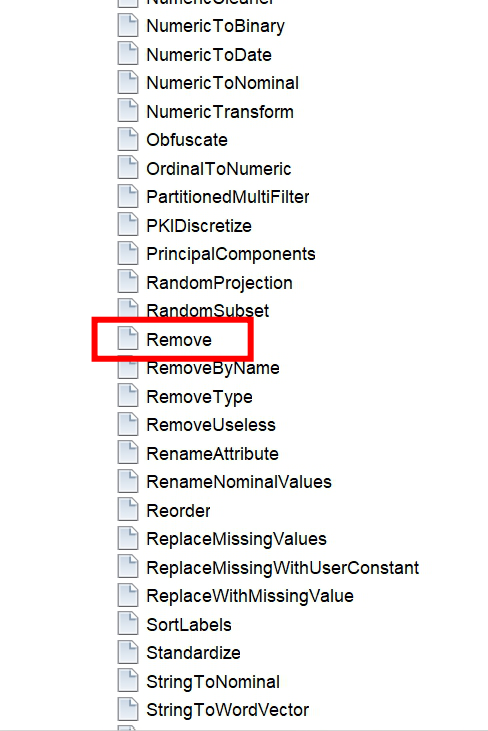 NumericCleaner
NumericToBinary
NumericToDate
NumericToNominal
NumericTransform
Obfuscate
OrdinalToNumeric
PartitionedMultiFilter
PKIDiscretize
PrincipalComponents
RandomProjection
RandomSubset
Remove
RemoveByName
RemoveType
RemoveUseless
RenameAttribute
RenameNominalValues
Reorder
ReplaceMissingValues
ReplaceMissingWithUserConstant
ReplaceWithMissingValue
SortLabels
Standardize
StringToNominal
StringToWordVector